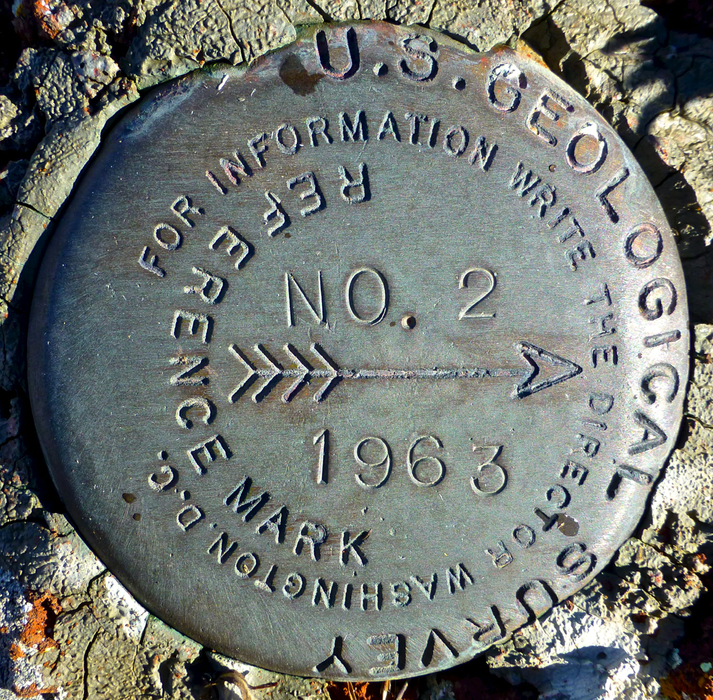 U.S. GEOLOGICAL SURVEY
FOR INFORMATION WRITE THE DIRECTOR WASHINGTON, D.C.
REFERENCE MARK
NO. 2
1963